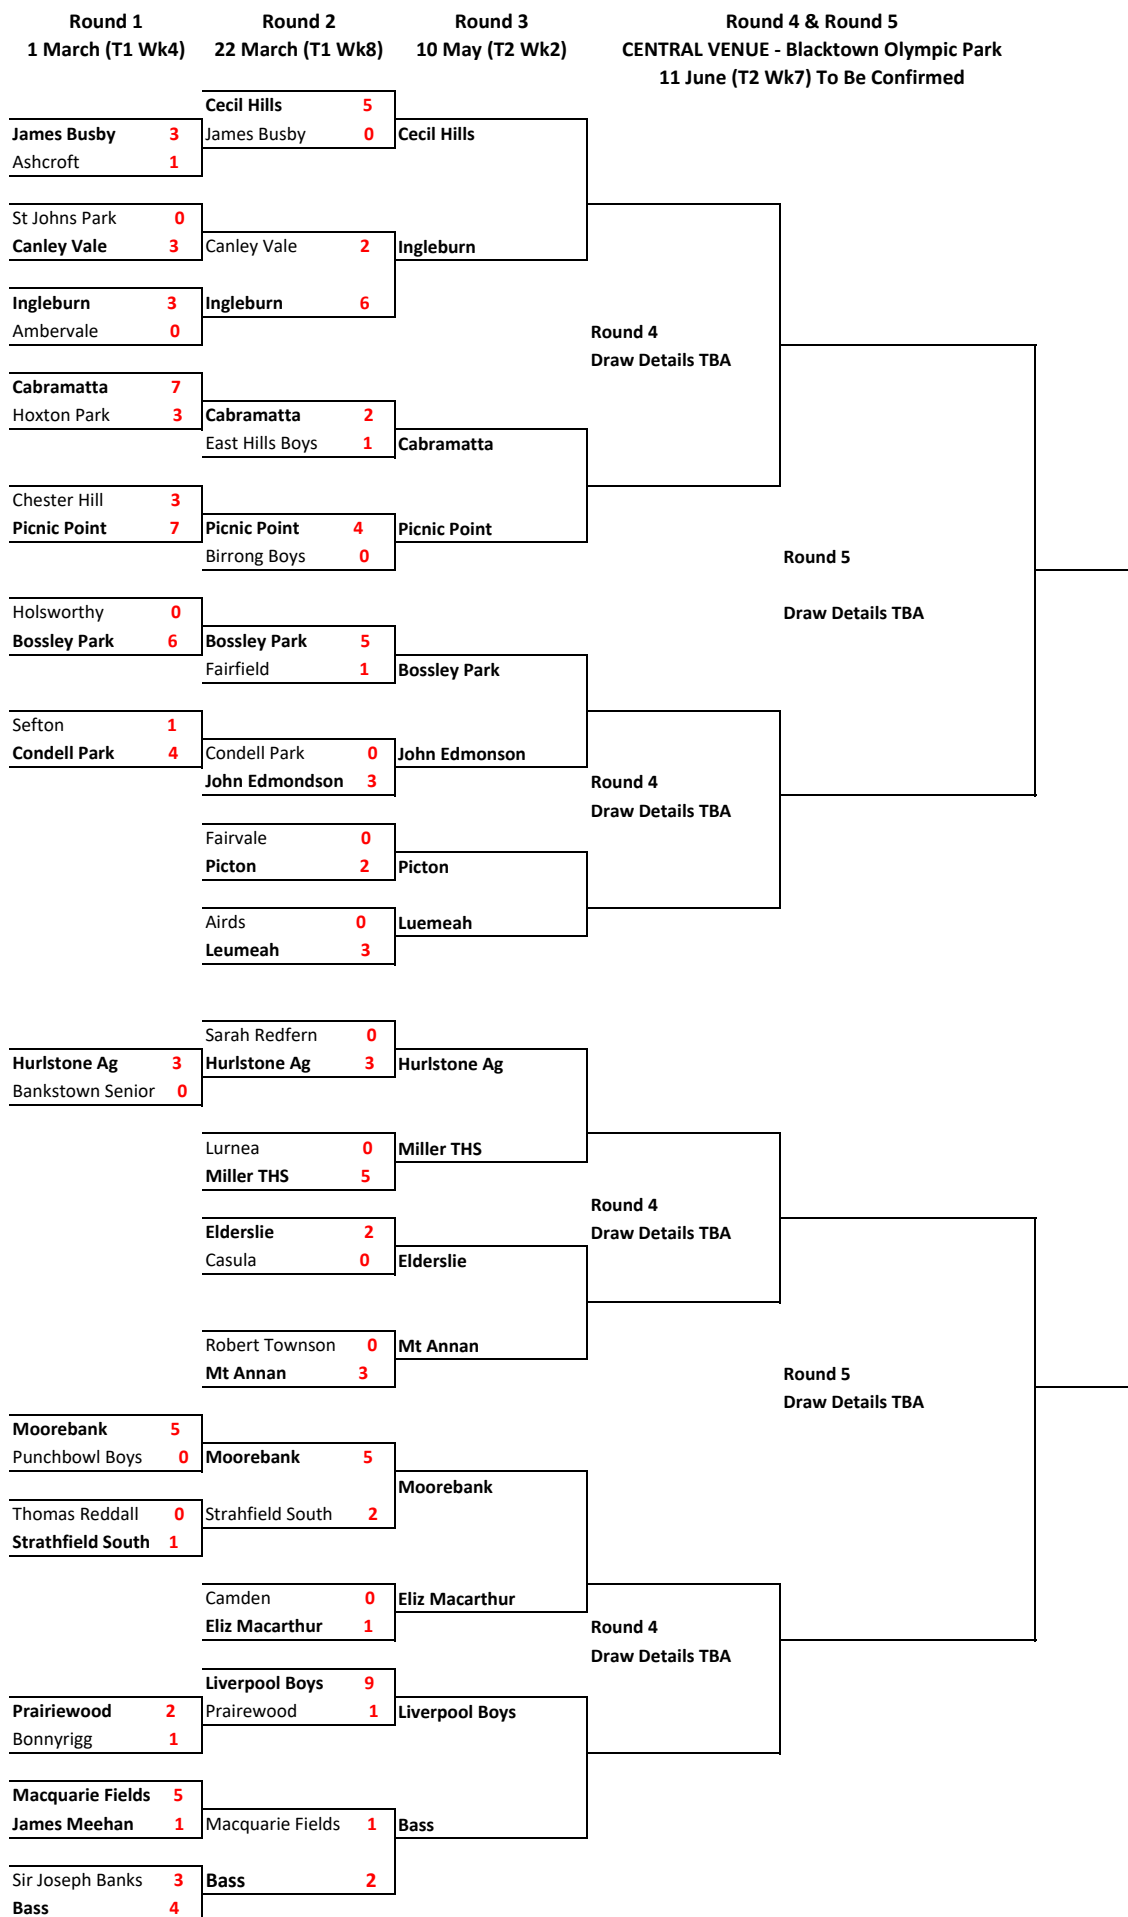 Round 1 Round 2 Round 3 Round 4 & Round 5
1 March (T1 Wk4) 22 March (T1 Wk8) 10 May (T2 Wk2) CENTRAL VENUE - Blacktown Olympic Park
11 June (T2 Wk7) To Be Confirmed
Cecil Hills 5
James Busby 3 James Busby 0 Cecil Hills
Ashcroft 1
St Johns Park 0
Canley Vale 3 Canley Vale 2 Ingleburn
Ingleburn 3 Ingleburn 6
Ambervale 0 Round 4
Draw Details TBA
Cabramatta 7
Hoxton Park 3 Cabramatta 2
East Hills Boys 1 Cabramatta
Chester Hill 3
Picnic Point 7 Picnic Point 4 Picnic Point
Birrong Boys 0 Round 5
Holsworthy 0 Draw Details TBA
Bossley Park 6 Bossley Park 5
Fairfield 1 Bossley Park
Sefton 1
Condell Park 4 Condell Park 0 John Edmonson
John Edmondson 3 Round 4
Draw Details TBA
Fairvale 0
Picton 2 Picton
Airds 0 Luemeah
Leumeah 3
Sarah Redfern 0
Hurlstone Ag 3 Hurlstone Ag 3 Hurlstone Ag
Bankstown Senior 0
Lurnea 0 Miller THS
Miller THS 5
Round 4
Elderslie 2 Draw Details TBA
Casula 0 Elderslie
Robert Townson 0 Mt Annan
Mt Annan 3 Round 5
Draw Details TBA
Moorebank 5
Punchbowl Boys 0 Moorebank 5
Moorebank
Thomas Reddall 0 Strahfield South 2
Strathfield South 1
Camden 0 Eliz Macarthur
Eliz Macarthur 1 Round 4
Draw Details TBA
Liverpool Boys 9
Prairiewood 2 Prairewood 1 Liverpool Boys
Bonnyrigg 1
Macquarie Fields 5
James Meehan 1 Macquarie Fields 1 Bass
Sir Joseph Banks 3 Bass 2
Bass 4